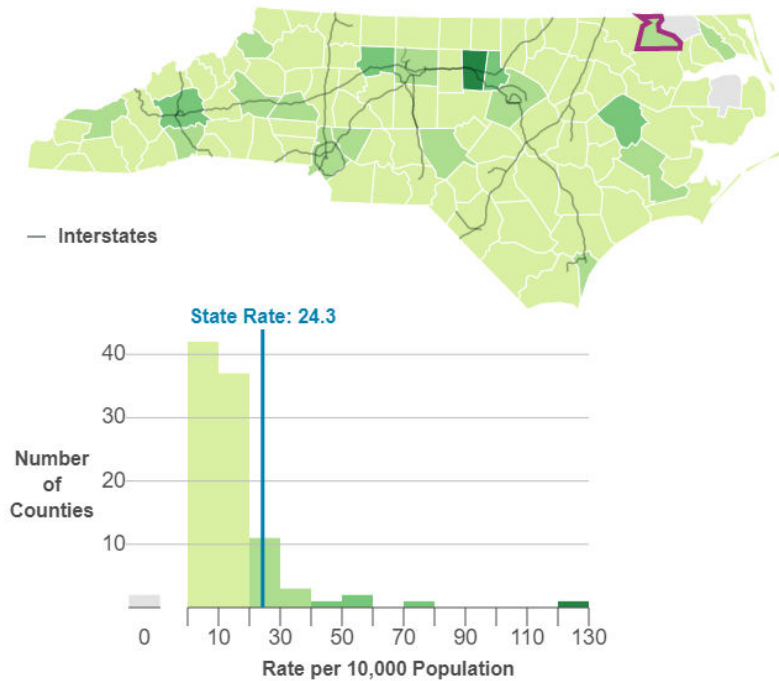 — Interstates
State Rate: 24.3
40
30
20
10
Number
of
Counties
0 10 30 50 70 90 110 130
Rate per 10,000 Population